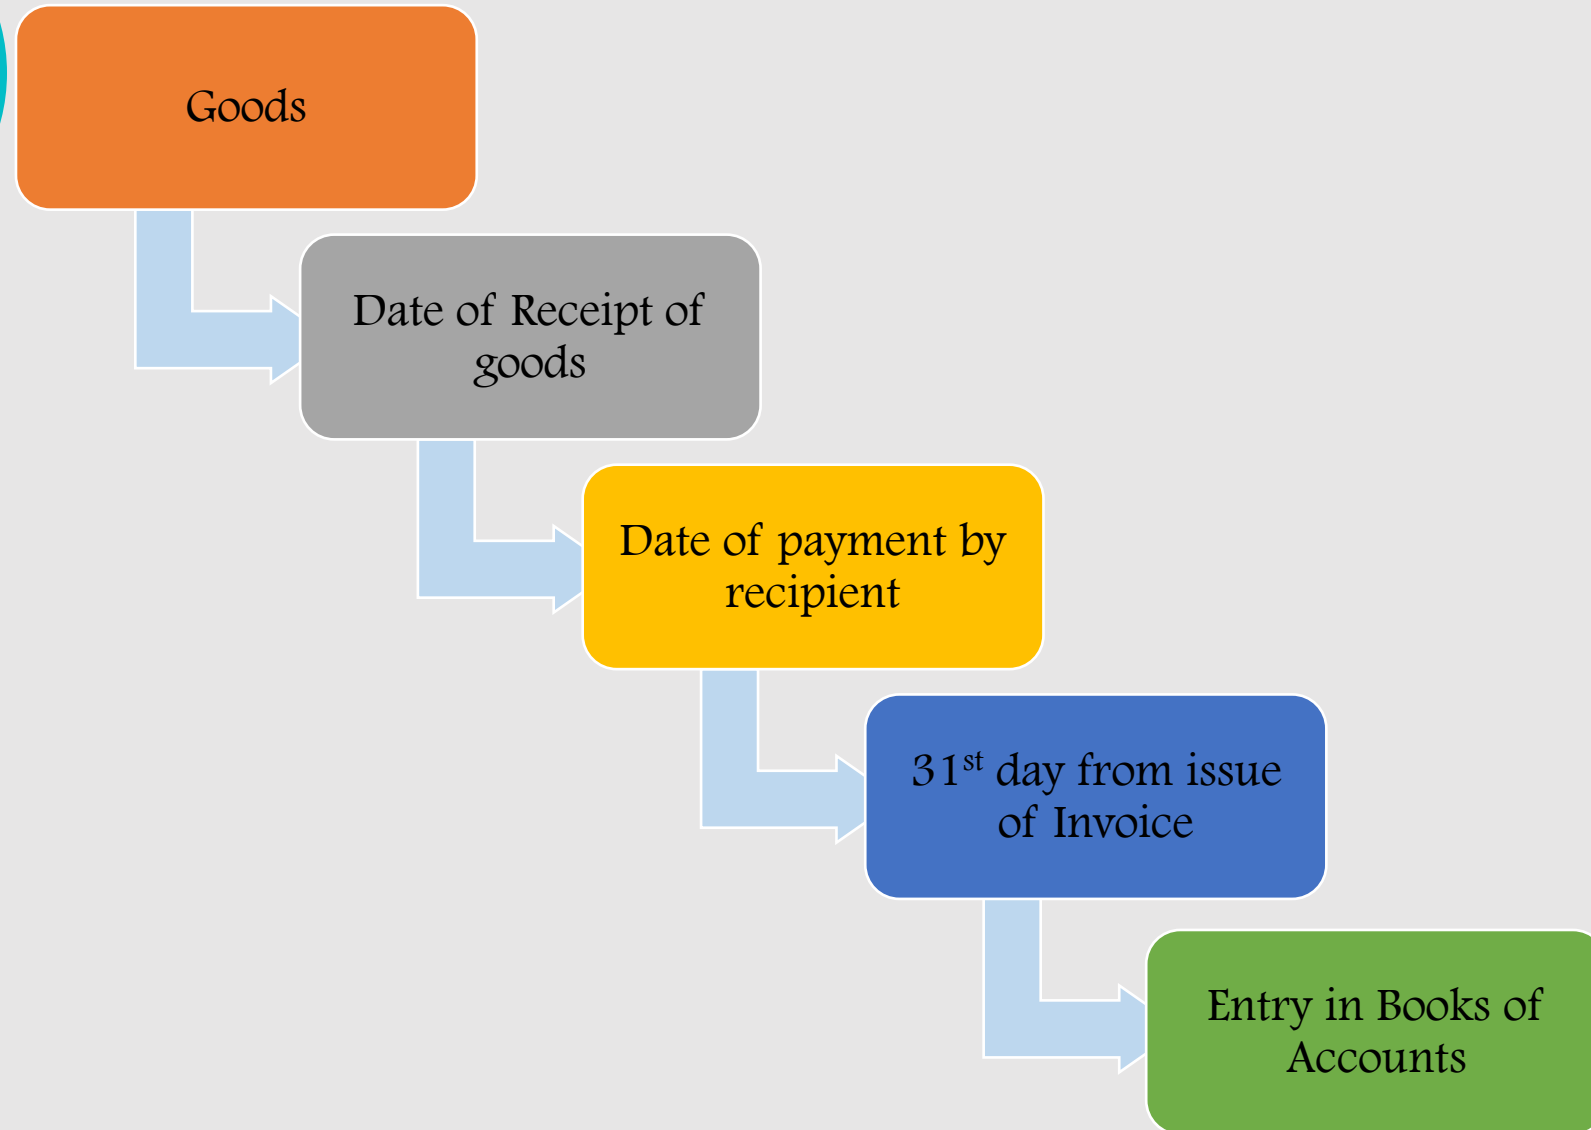 Goods
Date of Receipt of
goods
Date of payment by
recipient
31st day from issue
of Invoice
Entry in Books of
Accounts